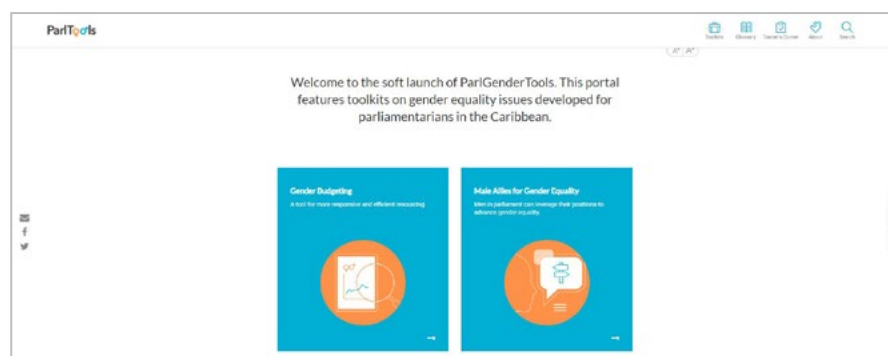 ParlTools
Toolkits Glossary Trainer's Corner About Search
A- A+
Welcome to the soft launch of ParlGenderTools. This portal
features toolkits on gender equality issues developed for
parliamentarians in the Caribbean.
Gender Budgeting
A tool for more responsive and efficient resourcing
Male Allies for Gender Equality
Men in parliament can leverage their positions to
advance gender equality.